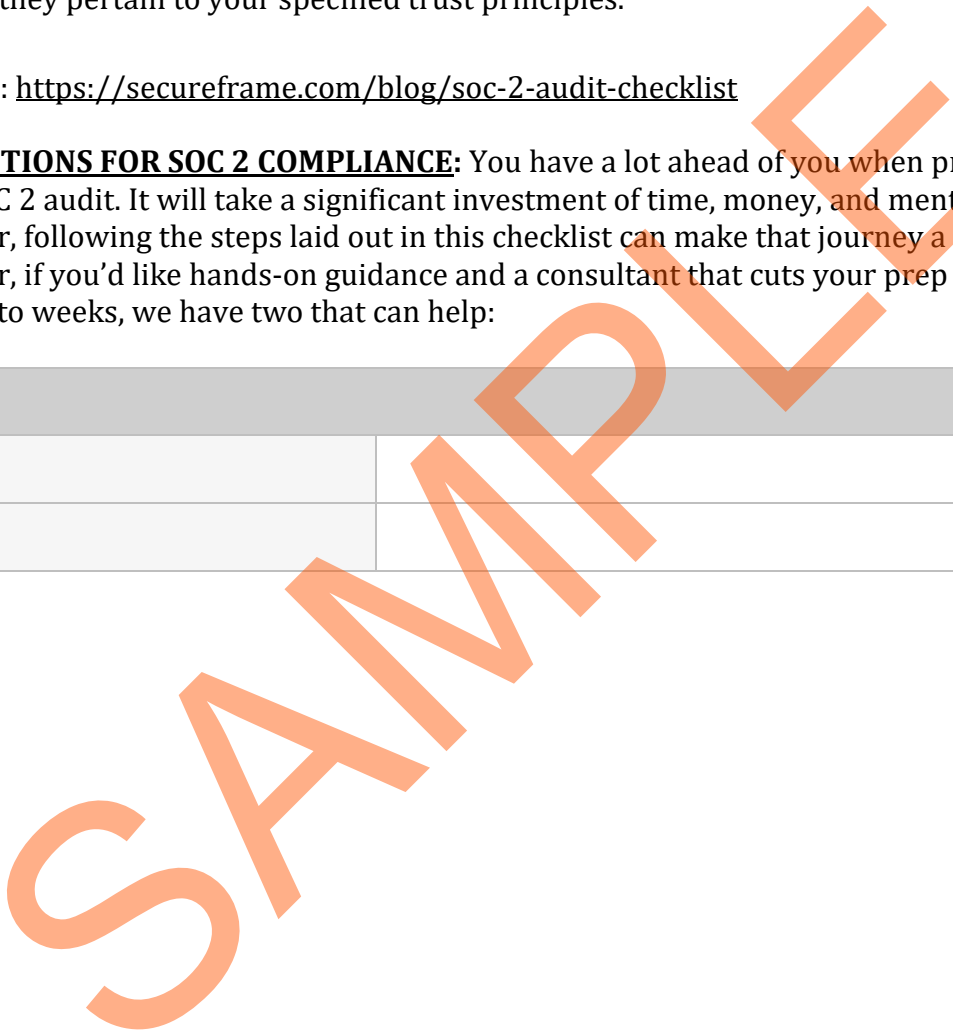 they pertain to your specified trust principles.
: https://secureframe.com/blog/soc-2-audit-checklist
TIONS FOR SOC 2 COMPLIANCE: You have a lot ahead of you when pr
C 2 audit. It will take a significant investment of time, money, and ment
r, following the steps laid out in this checklist can make that journey a
r, if you’d like hands-on guidance and a consultant that cuts your prep
to weeks, we have two that can help:
SAMPLE